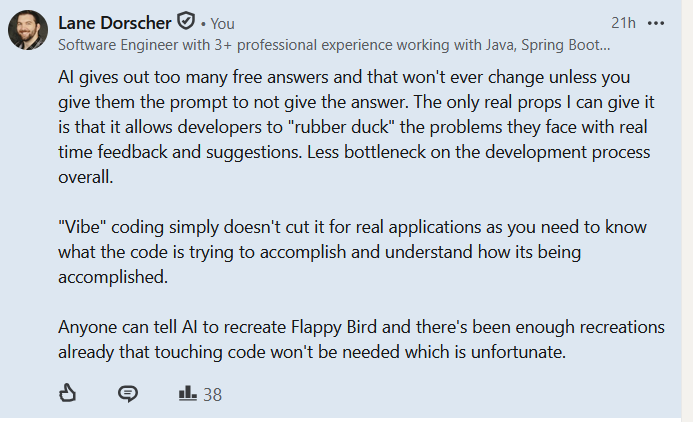 Lane Dorscher • You 21h
Software Engineer with 3+ professional experience working with Java, Spring Boot...
AI gives out too many free answers and that won't ever change unless you
give them the prompt to not give the answer. The only real props I can give it
is that it allows developers to "rubber duck" the problems they face with real
time feedback and suggestions. Less bottleneck on the development process
overall.
"Vibe" coding simply doesn't cut it for real applications as you need to know
what the code is trying to accomplish and understand how its being
accomplished.
Anyone can tell AI to recreate Flappy Bird and there's been enough recreations
already that touching code won't be needed which is unfortunate.
38